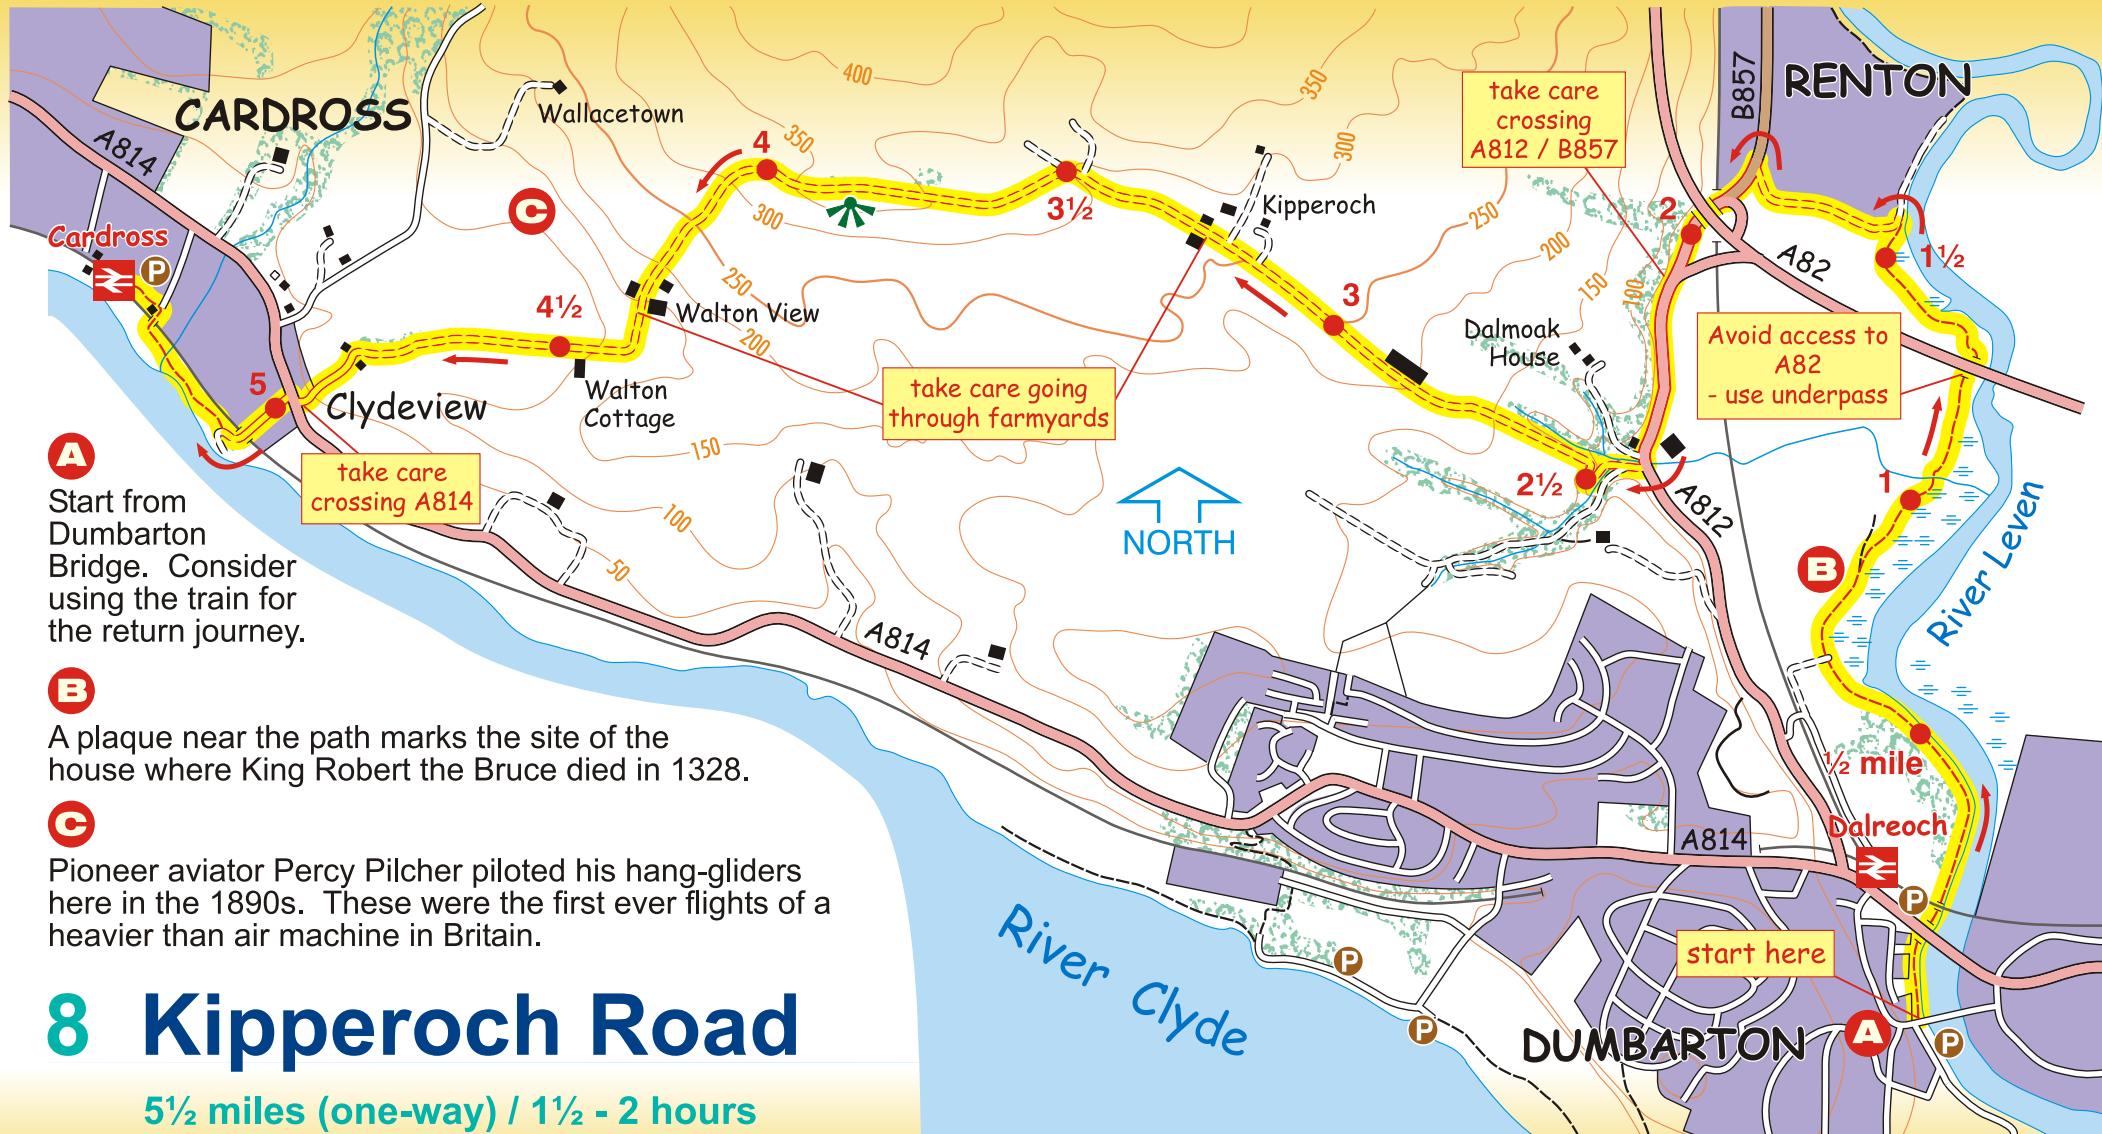 CARDROSS
A814
Cardross
P
Wallacetown
C
400
350
300
250
200
150
100
50
4
3½
350
300
250
200
150
100
Kipperoch
take care
crossing
A812 / B857
B857
RENTON
2
1½
A82
Avoid access to
A82
- use underpass
3
Dalmoak
House
4½
Walton View
Walton
Cottage
take care going
through farmyards
5
Clydeview
take care
crossing A814
2½
A812
1
B
River Leven
NORTH
A814
½ mile
Dalreoch
A814
P
start here
P
P
River Clyde
DUMBARTON
A
P
A
Start from
Dumbarton
Bridge. Consider
using the train for
the return journey.
B
A plaque near the path marks the site of the
house where King Robert the Bruce died in 1328.
C
Pioneer aviator Percy Pilcher piloted his hang-gliders
here in the 1890s. These were the first ever flights of a
heavier than air machine in Britain.
8 Kipperoch Road
5½ miles (one-way) / 1½ - 2 hours